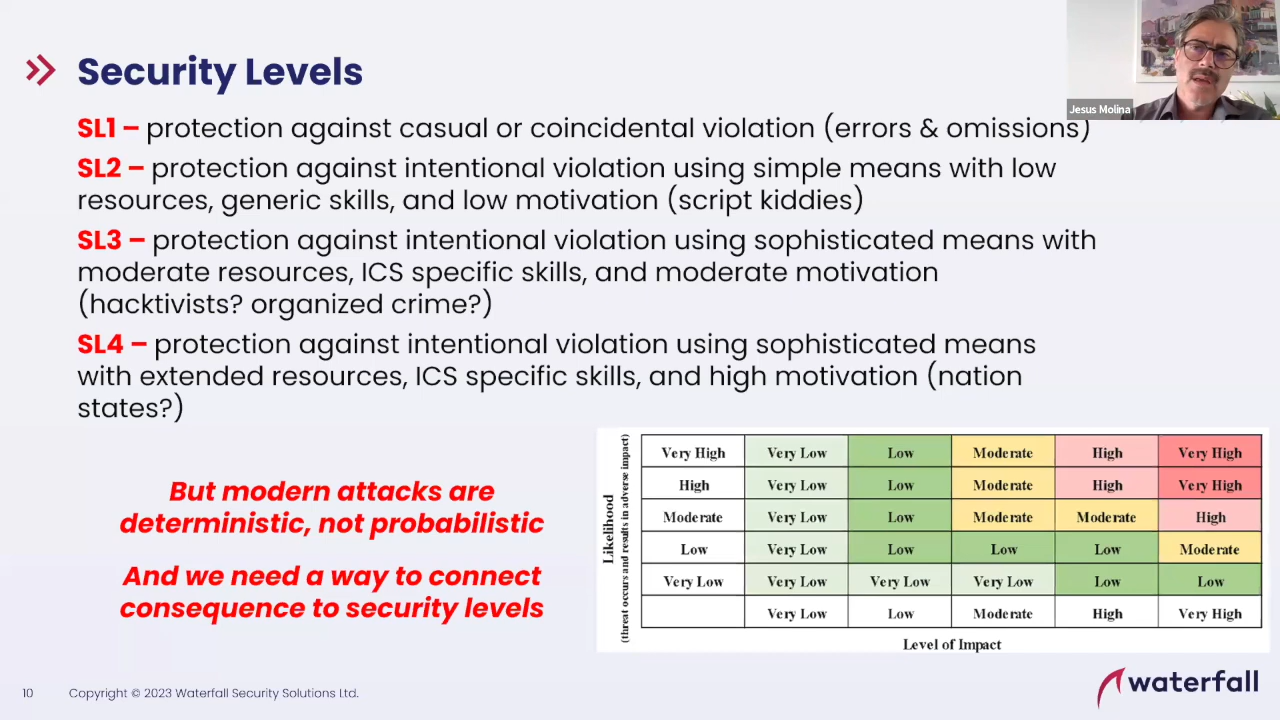 Security Levels
Jesus Molina
SL1 – protection against casual or coincidental violation (errors & omissions)
SL2 – protection against intentional violation using simple means with low
resources, generic skills, and low motivation (script kiddies)
SL3 – protection against intentional violation using sophisticated means with
moderate resources, ICS specific skills, and moderate motivation
(hacktivists? organized crime?)
SL4 – protection against intentional violation using sophisticated means
with extended resources, ICS specific skills, and high motivation (nation
states?)
But modern attacks are
deterministic, not probabilistic
And we need a way to connect
consequence to security levels
Likelihood
(threat occurs and results in adverse impact)
Very High Very Low Low Moderate High Very High
High Very Low Low Moderate High Very High
Moderate Very Low Low Moderate Moderate High
Low Very Low Low Low Low Moderate
Very Low Very Low Very Low Very Low Low Low
Very Low Low Moderate High Very High
Level of Impact
10 Copyright © 2023 Waterfall Security Solutions Ltd.
waterfall